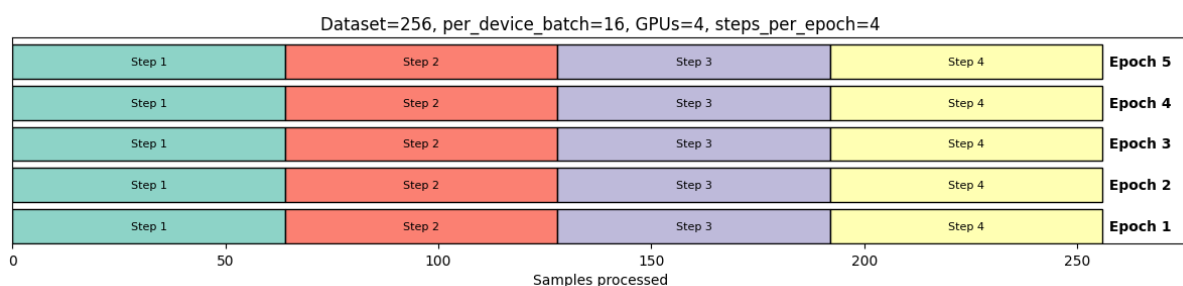 Dataset=256, per_device_batch=16, GPUs=4, steps_per_epoch=4
Step 1 Step 2 Step 3 Step 4 Epoch 5
Step 1 Step 2 Step 3 Step 4 Epoch 4
Step 1 Step 2 Step 3 Step 4 Epoch 3
Step 1 Step 2 Step 3 Step 4 Epoch 2
Step 1 Step 2 Step 3 Step 4 Epoch 1
0 50 100 150 200 250
Samples processed